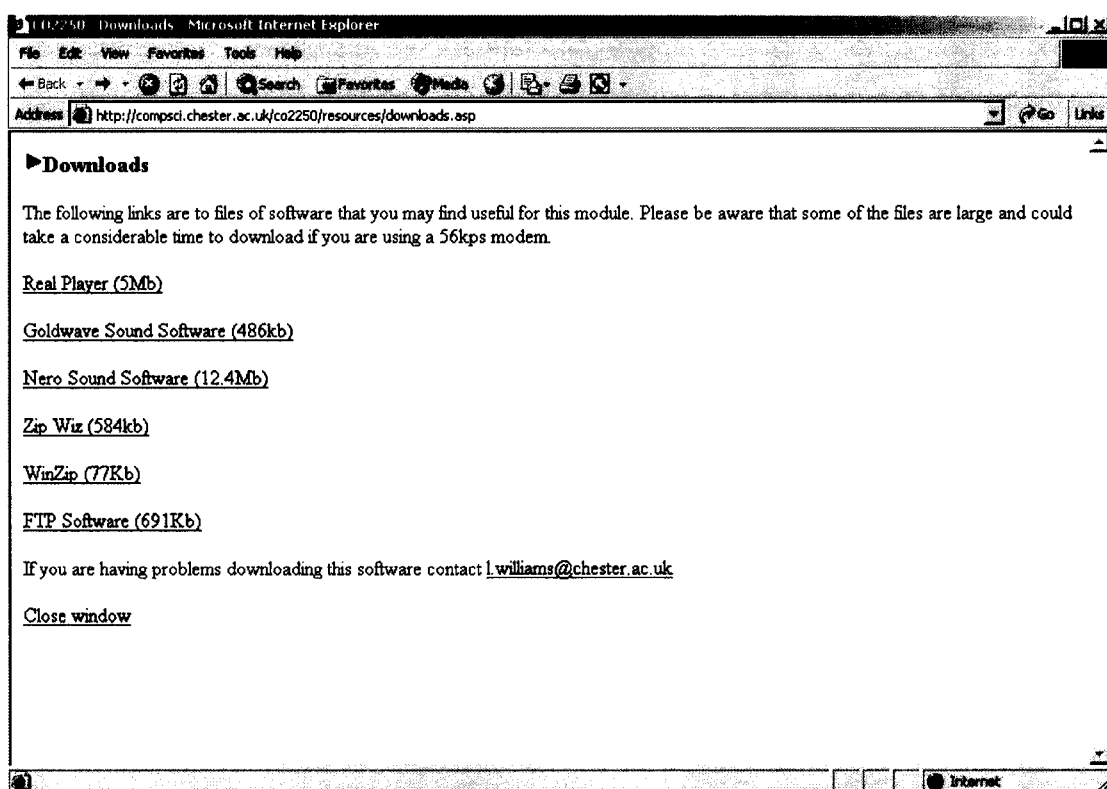 CO2250 Downloads Microsoft Internet Explorer
File Edit View Favorites Tools Help
Back Search Favorites Media
Address http://compsci.chester.ac.uk/co2250/resources/downloads.asp Go Links
Downloads
The following links are to files of software that you may find useful for this module. Please be aware that some of the files are large and could
take a considerable time to download if you are using a 56kps modem.
Real Player (5Mb)
Goldwave Sound Software (486kb)
Nero Sound Software (12.4Mb)
Zip Wiz (584kb)
WinZip (77Kb)
FTP Software (691Kb)
If you are having problems downloading this software contact l.williams@chester.ac.uk
Close window
Internet